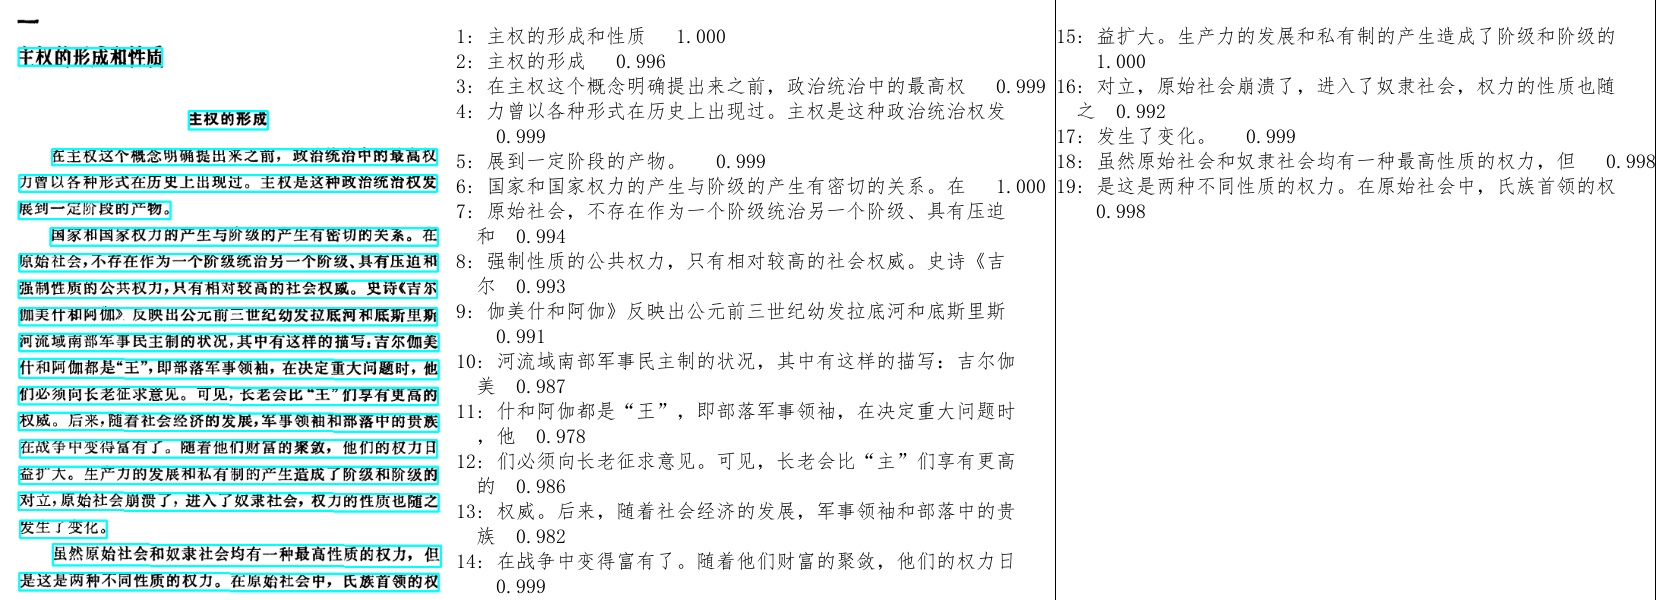 一
主权的形成和性质
主权的形成
在主权这个概念明确提出来之前，政治统治中的最高权
力曾以各种形式在历史上出现过。主权是这种政治统治权发
展到一定阶段的产物。
国家和国家权力的产生与阶级的产生有密切的关系。在
原始社会，不存在作为一个阶级统治另一个阶级、具有压迫和
强制性质的公共权力，只有相对较高的社会权威。史诗《吉尔
伽美什和阿伽》反映出公元前三世纪幼发拉底河和底斯里斯
河流域南部军事民主制的状况，其中有这样的描写：吉尔伽美
什和阿伽都是“王”，即部落军事领袖，在决定重大问题时，他
们必须向长老征求意见。可见，长老会比“王”们享有更高的
权威。后来，随着社会经济的发展，军事领袖和部落中的贵族
在战争中变得富有了。随着他们财富的聚敛，他们的权力日
益扩大。生产力的发展和私有制的产生造成了阶级和阶级的
对立，原始社会崩溃了，进入了奴隶社会，权力的性质也随之
发生了变化。
虽然原始社会和奴隶社会均有一种最高性质的权力，但
是这是两种不同性质的权力。在原始社会中，氏族首领的权
1: 主权的形成和性质 1.000
2: 主权的形成 0.996
3: 在主权这个概念明确提出来之前，政治统治中的最高权 0.999
4: 力曾以各种形式在历史上出现过。主权是这种政治统治权发
0.999
5: 展到一定阶段的产物。 0.999
6: 国家和国家权力的产生与阶级的产生有密切的关系。在 1.000
7: 原始社会，不存在作为一个阶级统治另一个阶级、具有压迫
和 0.994
8: 强制性质的公共权力，只有相对较高的社会权威。史诗《吉
尔 0.993
9: 伽美什和阿伽》反映出公元前三世纪幼发拉底河和底斯里斯
0.991
10: 河流域南部军事民主制的状况，其中有这样的描写：吉尔伽
美 0.987
11: 什和阿伽都是“王”，即部落军事领袖，在决定重大问题时
，他 0.978
12: 们必须向长老征求意见。可见，长老会比“主”们享有更高
的 0.986
13: 权威。后来，随着社会经济的发展，军事领袖和部落中的贵
族 0.982
14: 在战争中变得富有了。随着他们财富的聚敛，他们的权力日
0.999
15: 益扩大。生产力的发展和私有制的产生造成了阶级和阶级的
1.000
16: 对立，原始社会崩溃了，进入了奴隶社会，权力的性质也随
之 0.992
17: 发生了变化。 0.999
18: 虽然原始社会和奴隶社会均有一种最高性质的权力，但 0.998
19: 是这是两种不同性质的权力。在原始社会中，氏族首领的权
0.998